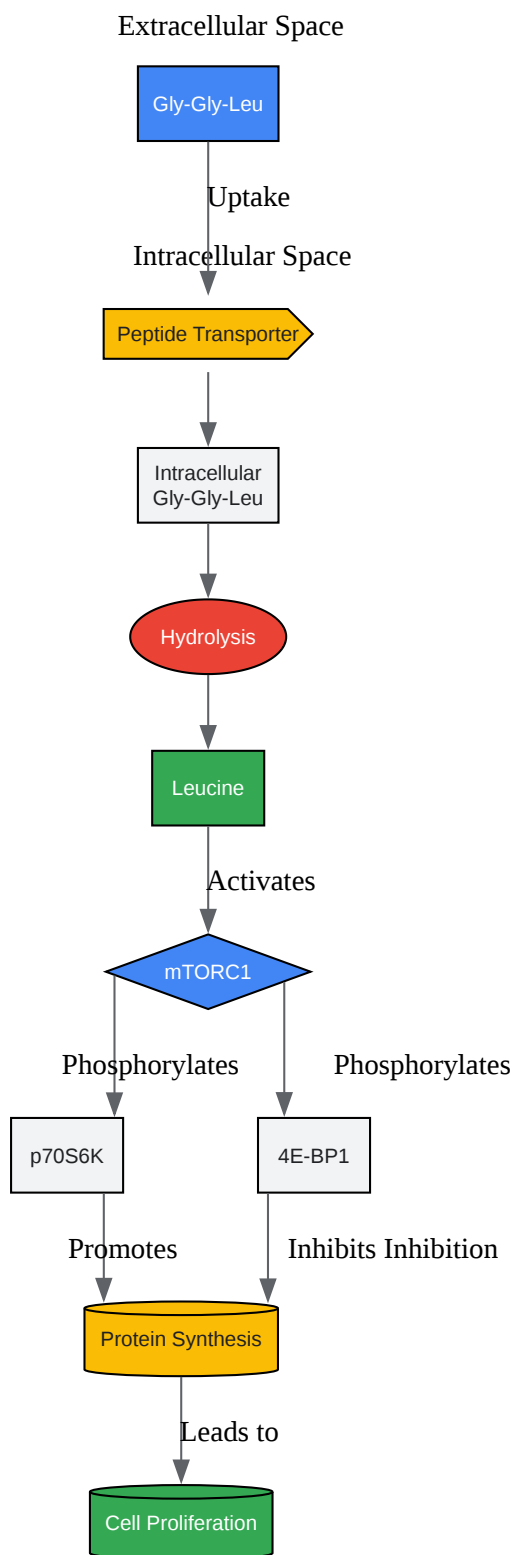 Extracellular Space
Gly-Gly-Leu
Uptake
Intracellular Space
Peptide Transporter
Intracellular
Gly-Gly-Leu
Hydrolysis
Leucine
Activates
mTORC1
Phosphorylates
Phosphorylates
p70S6K
4E-BP1
Promotes
Inhibits Inhibition
Protein Synthesis
Leads to
Cell Proliferation